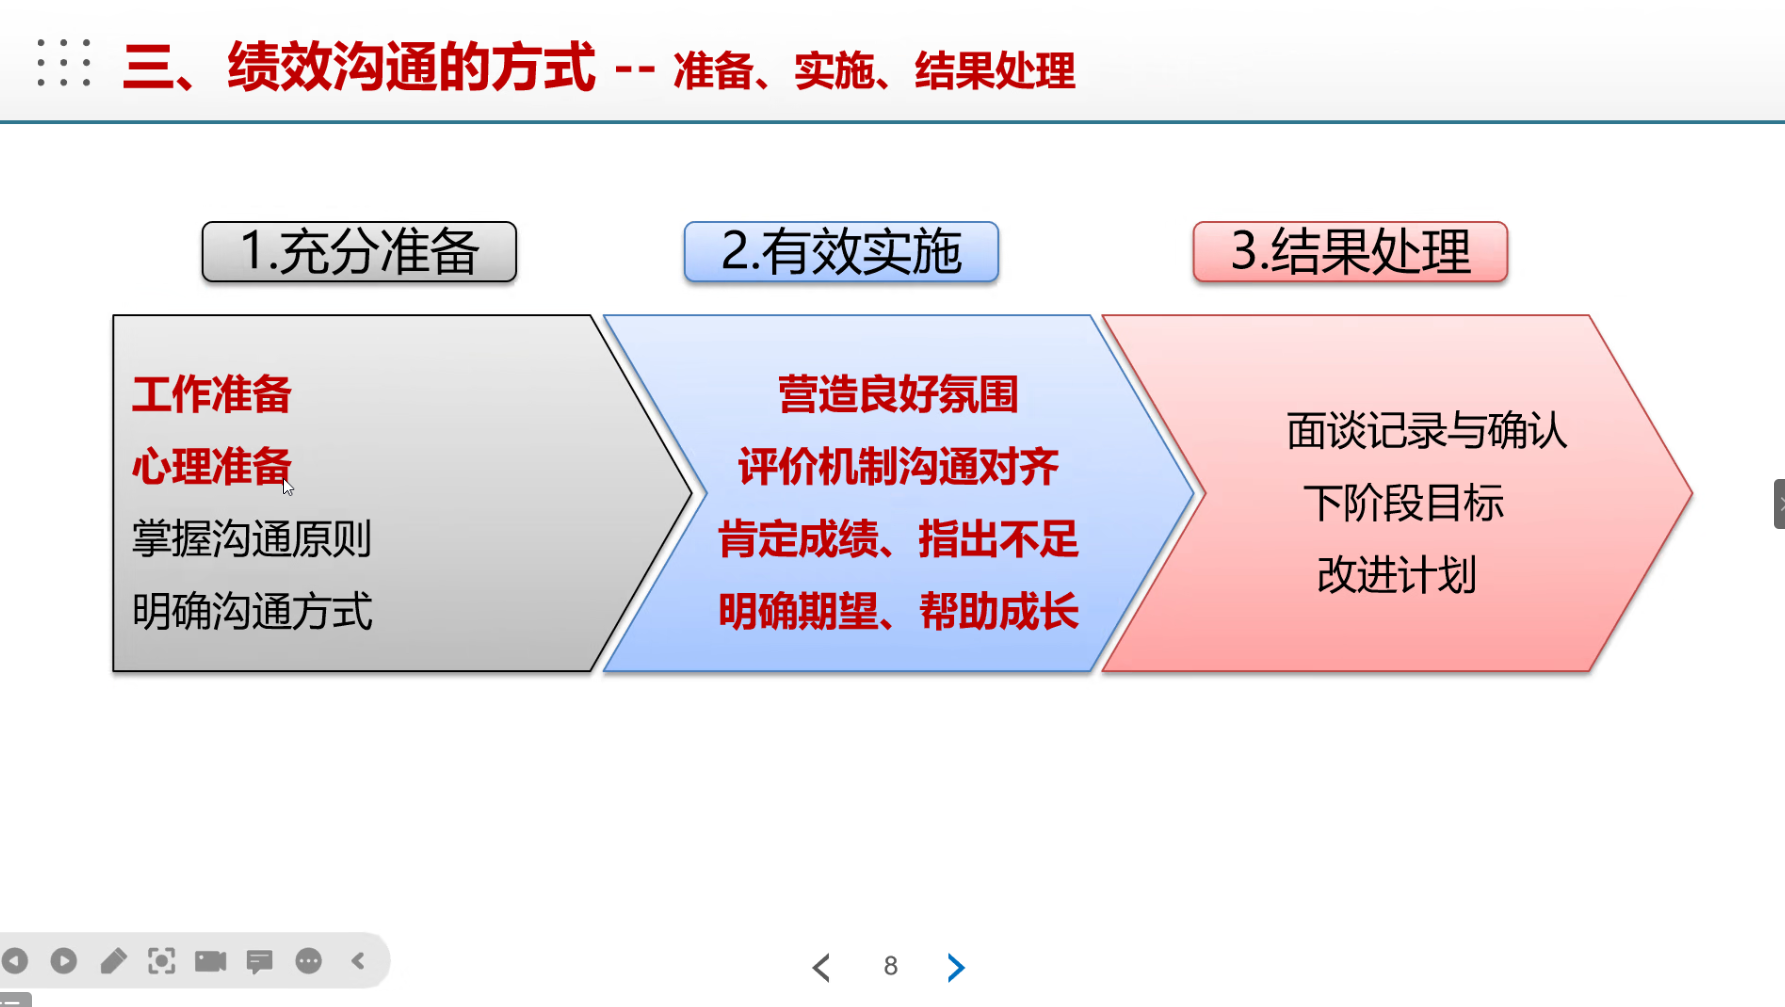 三、绩效沟通的方式 -- 准备、实施、结果处理
1.充分准备
工作准备
心理准备
掌握沟通原则
明确沟通方式
2.有效实施
营造良好氛围
评价机制沟通对齐
肯定成绩、指出不足
明确期望、帮助成长
3.结果处理
面谈记录与确认
下阶段目标
改进计划
8